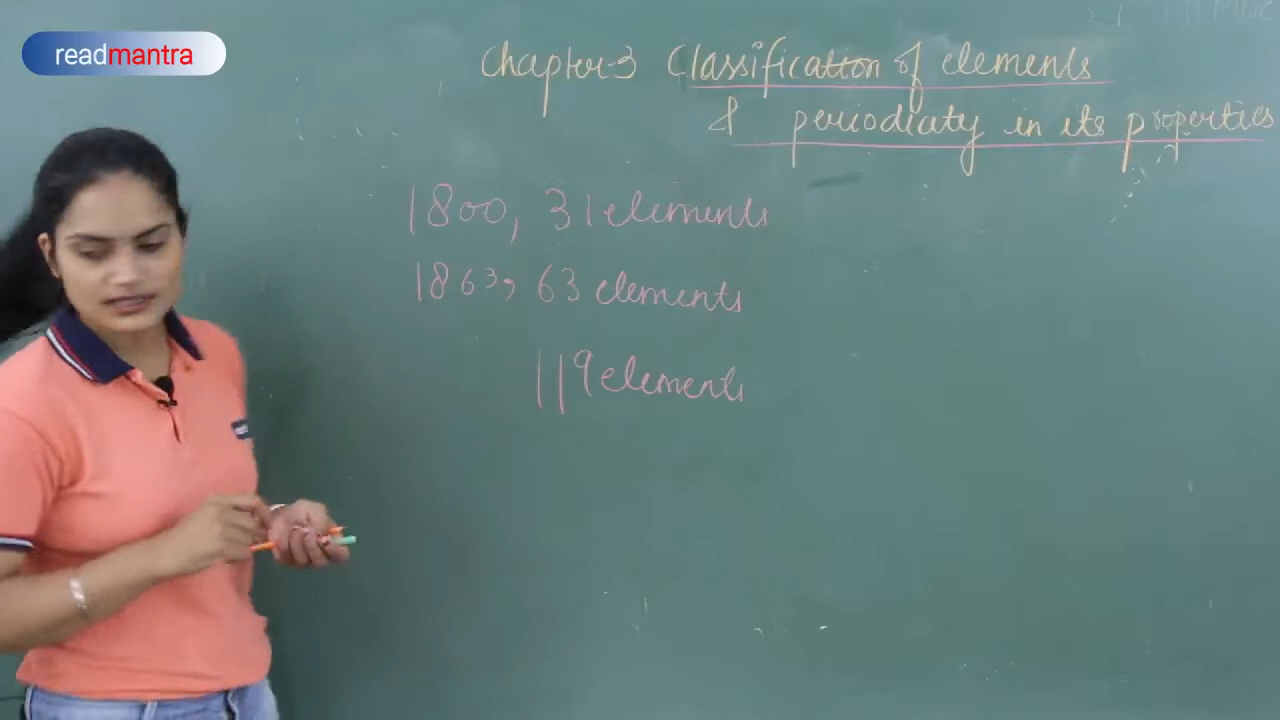 readmantra
Chapter-3 Classification of elements
& periodicity in its properties
1800, 31 elements
1863, 63 elements
119 elements